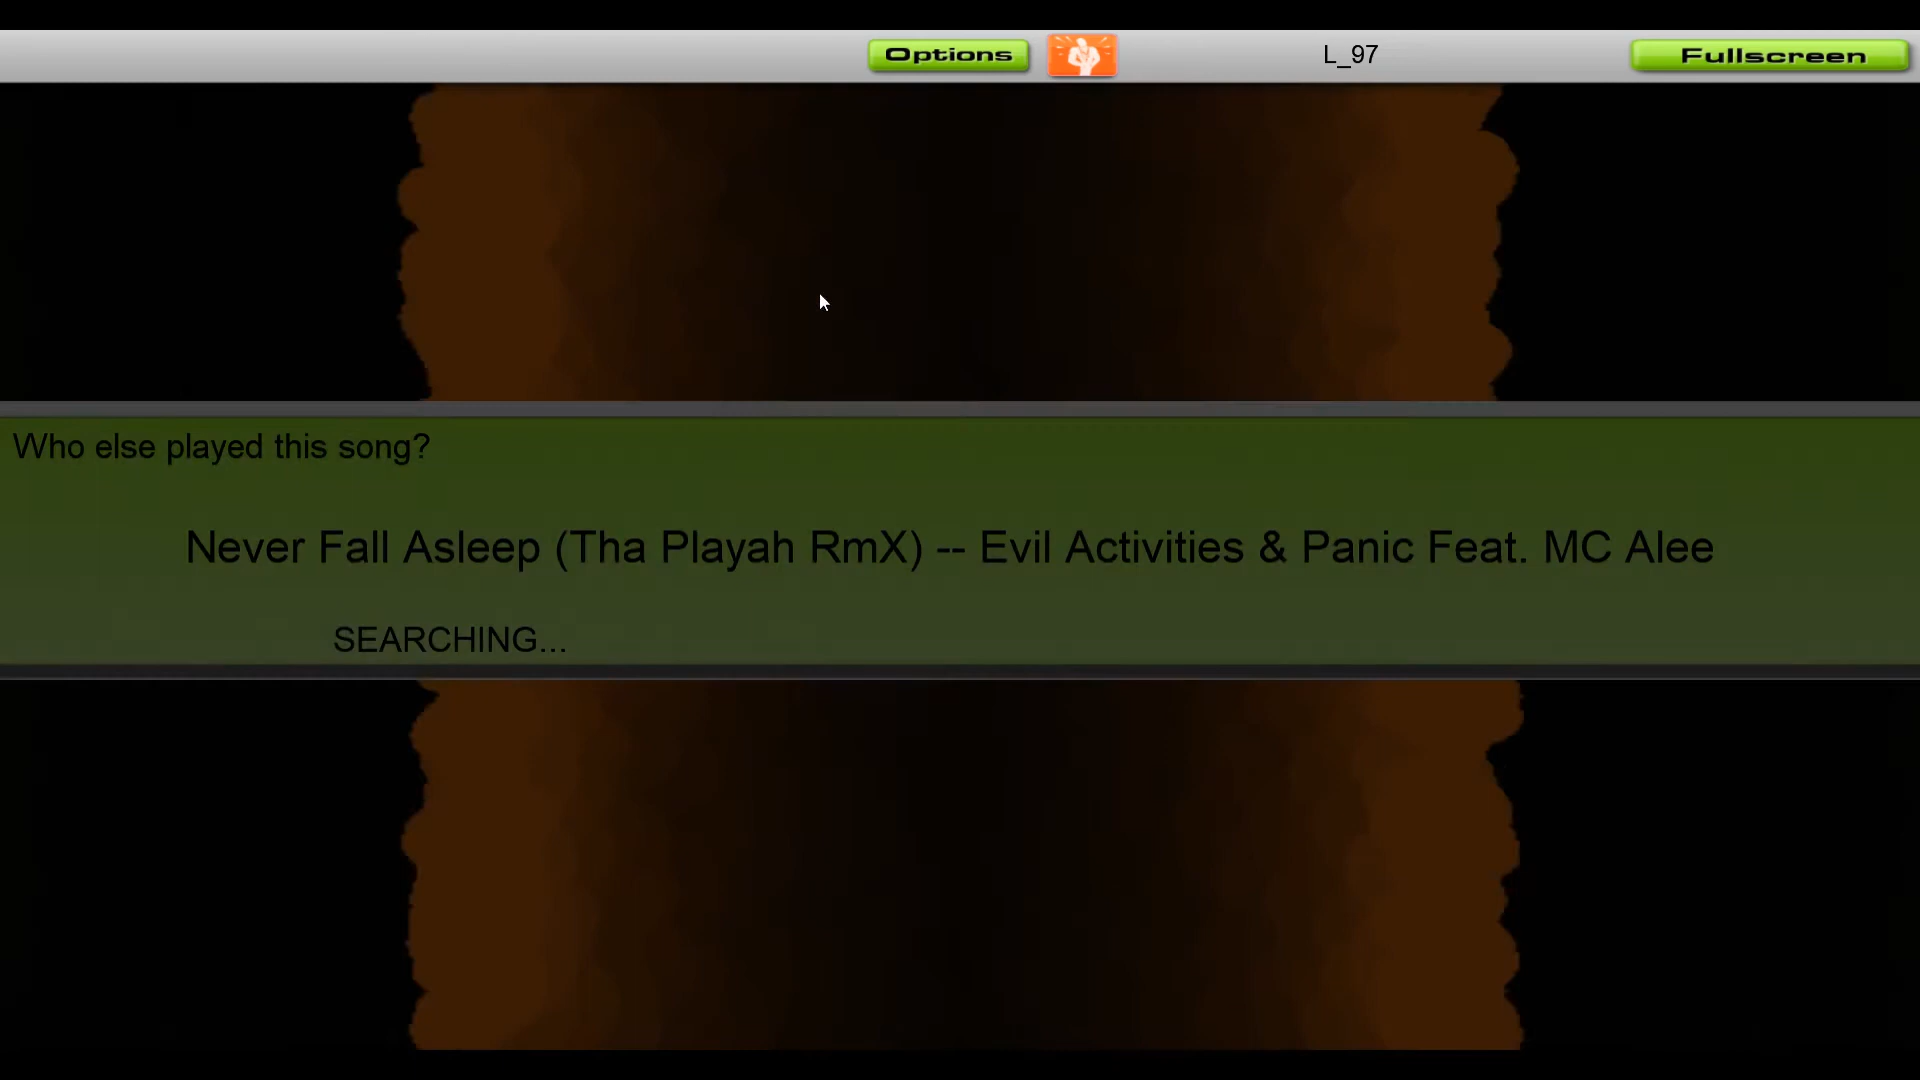 Options
L_97
Fullscreen
Who else played this song?
Never Fall Asleep (Tha Playah RmX) -- Evil Activities & Panic Feat. MC Alee
SEARCHING...